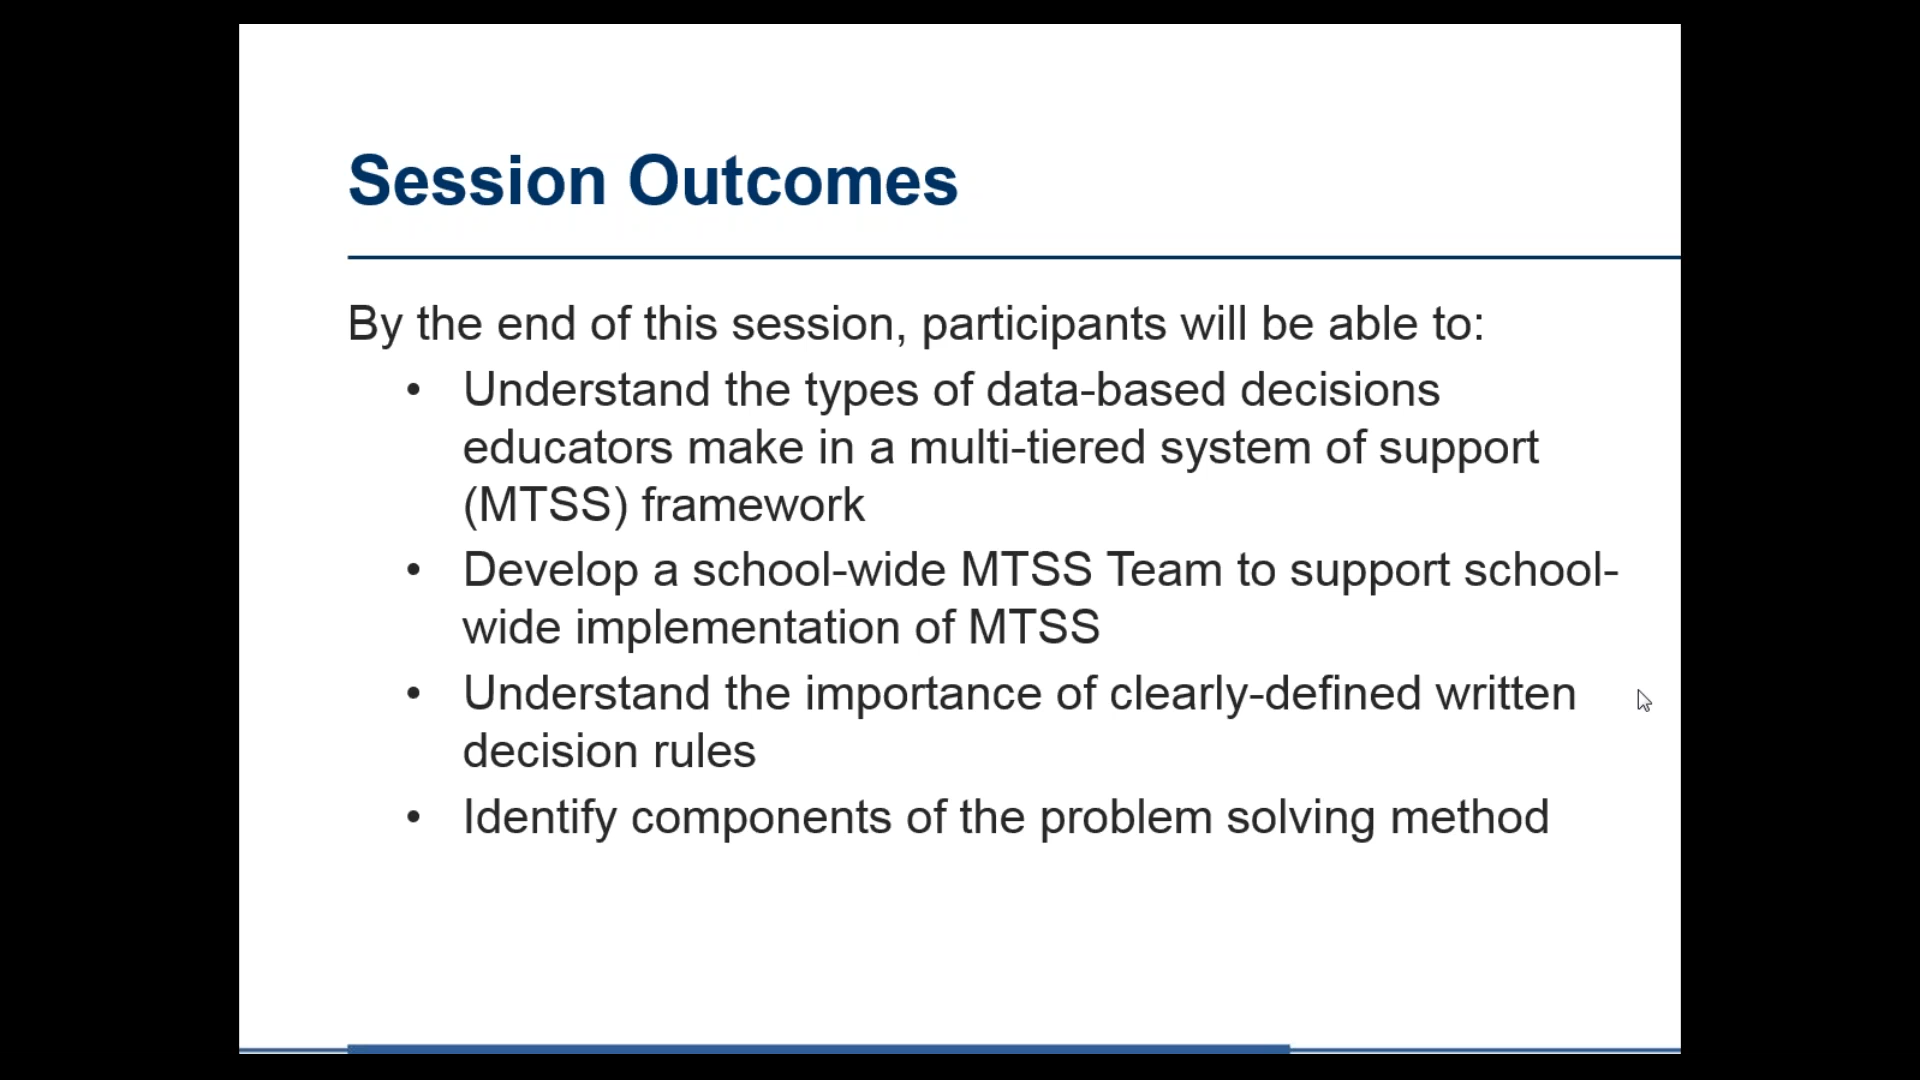 Session Outcomes
By the end of this session, participants will be able to:
• Understand the types of data-based decisions
educators make in a multi-tiered system of support
(MTSS) framework
• Develop a school-wide MTSS Team to support school-
wide implementation of MTSS
• Understand the importance of clearly-defined written
decision rules
• Identify components of the problem solving method